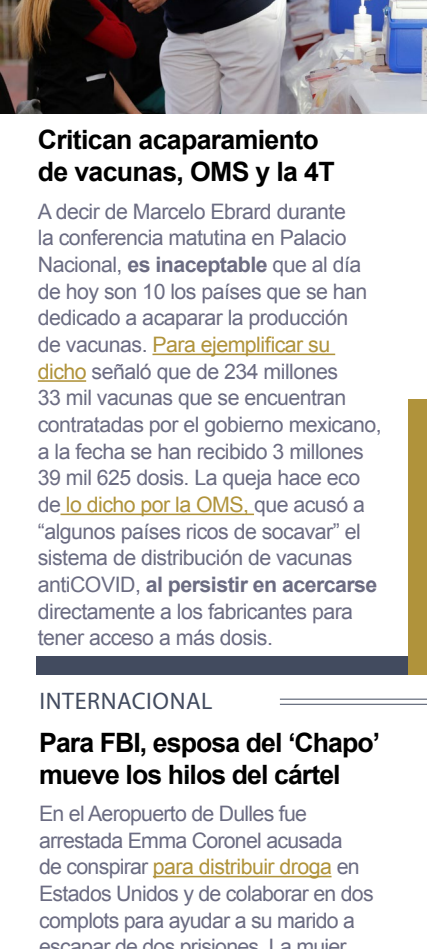 Critican acaparamiento
de vacunas, OMS y la 4T
A decir de Marcelo Ebrard durante
la conferencia matutina en Palacio
Nacional, es inaceptable que al día
de hoy son 10 los países que se han
dedicado a acaparar la producción
de vacunas. Para ejemplificar su
dicho señaló que de 234 millones
33 mil vacunas que se encuentran
contratadas por el gobierno mexicano,
a la fecha se han recibido 3 millones
39 mil 625 dosis. La queja hace eco
de lo dicho por la OMS, que acusó a
“algunos países ricos de socavar” el
sistema de distribución de vacunas
antiCOVID, al persistir en acercarse
directamente a los fabricantes para
tener acceso a más dosis.
INTERNACIONAL
Para FBI, esposa del ‘Chapo’
mueve los hilos del cártel
En el Aeropuerto de Dulles fue
arrestada Emma Coronel acusada
de conspirar para distribuir droga en
Estados Unidos y de colaborar en dos
complots para ayudar a su marido a
escapar de dos prisiones. La mujer